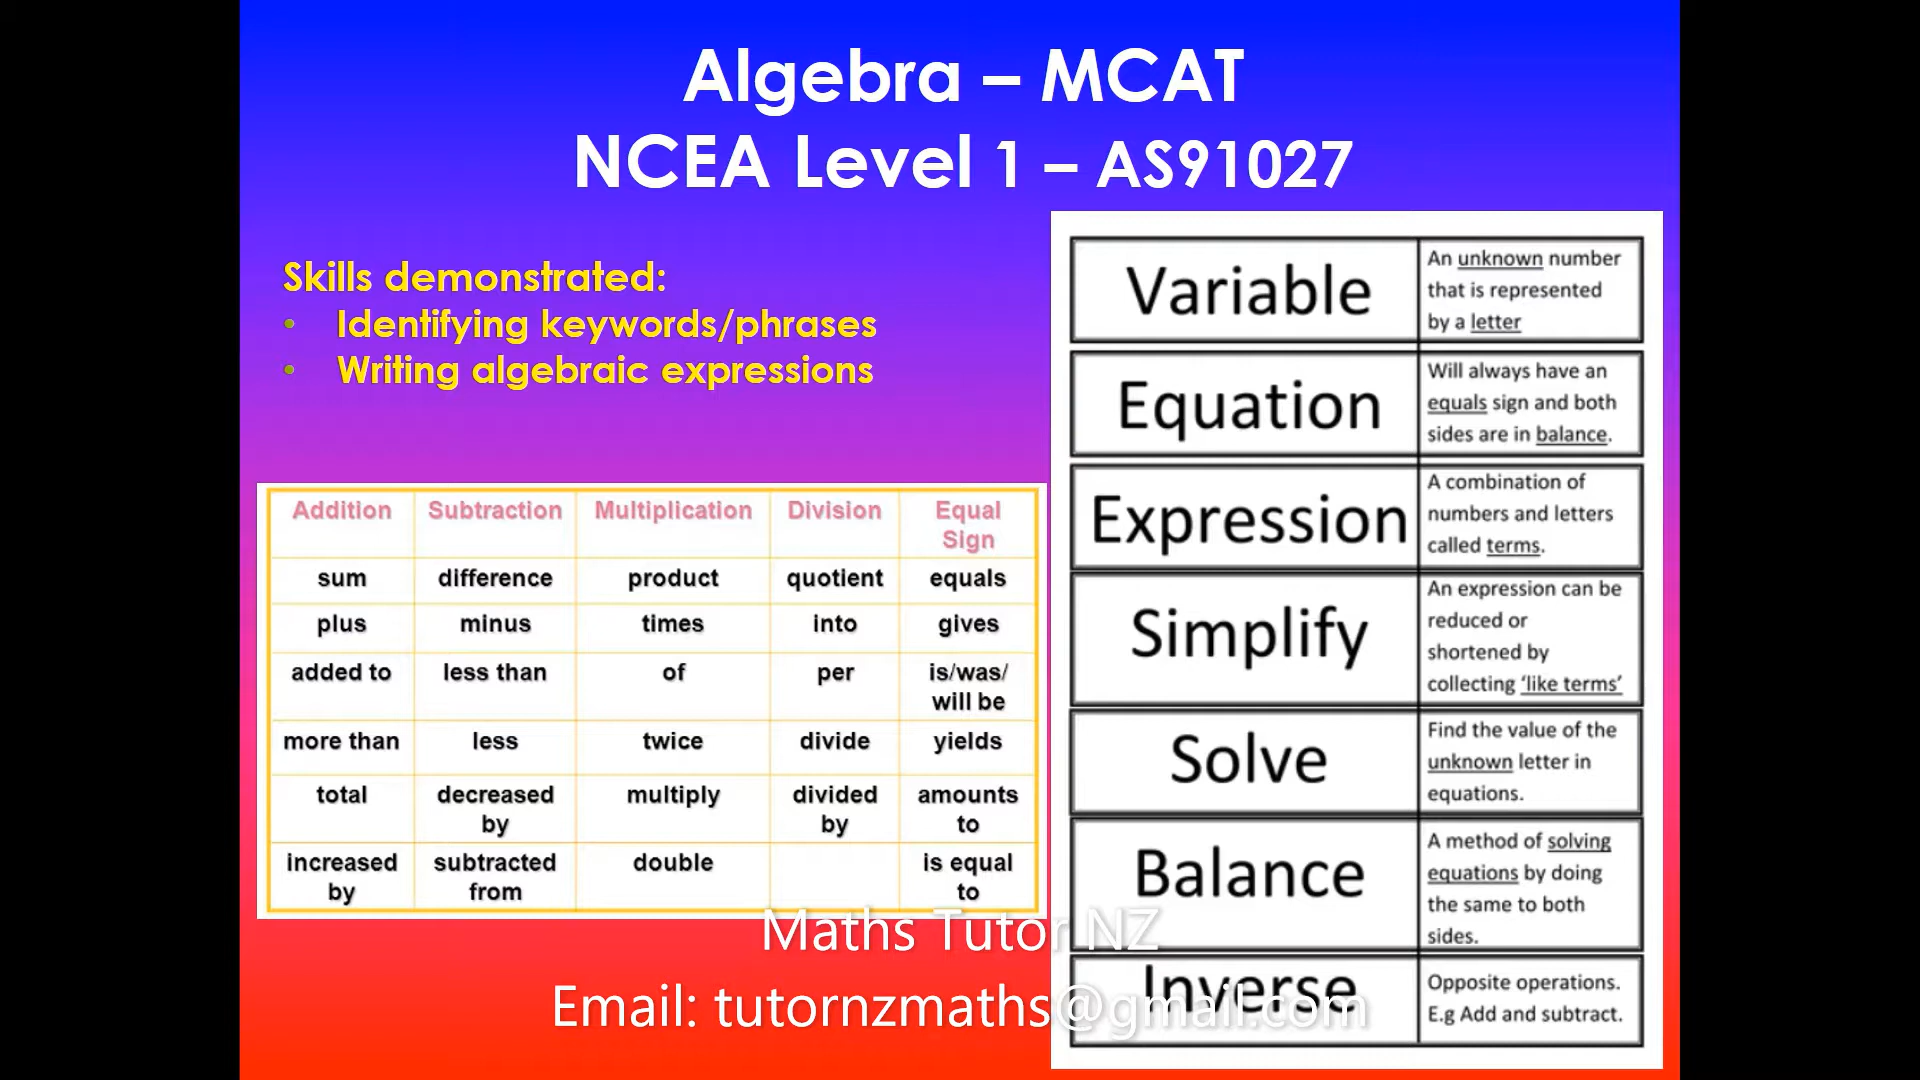 Algebra – MCAT
NCEA Level 1 – AS91027
Skills demonstrated:
• Identifying keywords/phrases
• Writing algebraic expressions
Addition Subtraction Multiplication Division Equal
Sign
sum difference product quotient equals
plus minus times into gives
added to less than of per is/was/
will be
more than less twice divide yields
total decreased multiply divided amounts
by by to
increased subtracted double is equal
by from to
Variable
An unknown number
that is represented
by a letter
Equation
Will always have an
equals sign and both
sides are in balance.
Expression
A combination of
numbers and letters
called terms.
Simplify
An expression can be
reduced or
shortened by
collecting ‘like terms’
Solve
Find the value of the
unknown letter in
equations.
Balance
A method of solving
equations by doing
the same to both
sides.
Inverse
Opposite operations.
E.g Add and subtract.
Maths Tutor NZ
Email: tutornzmaths@gmail.com